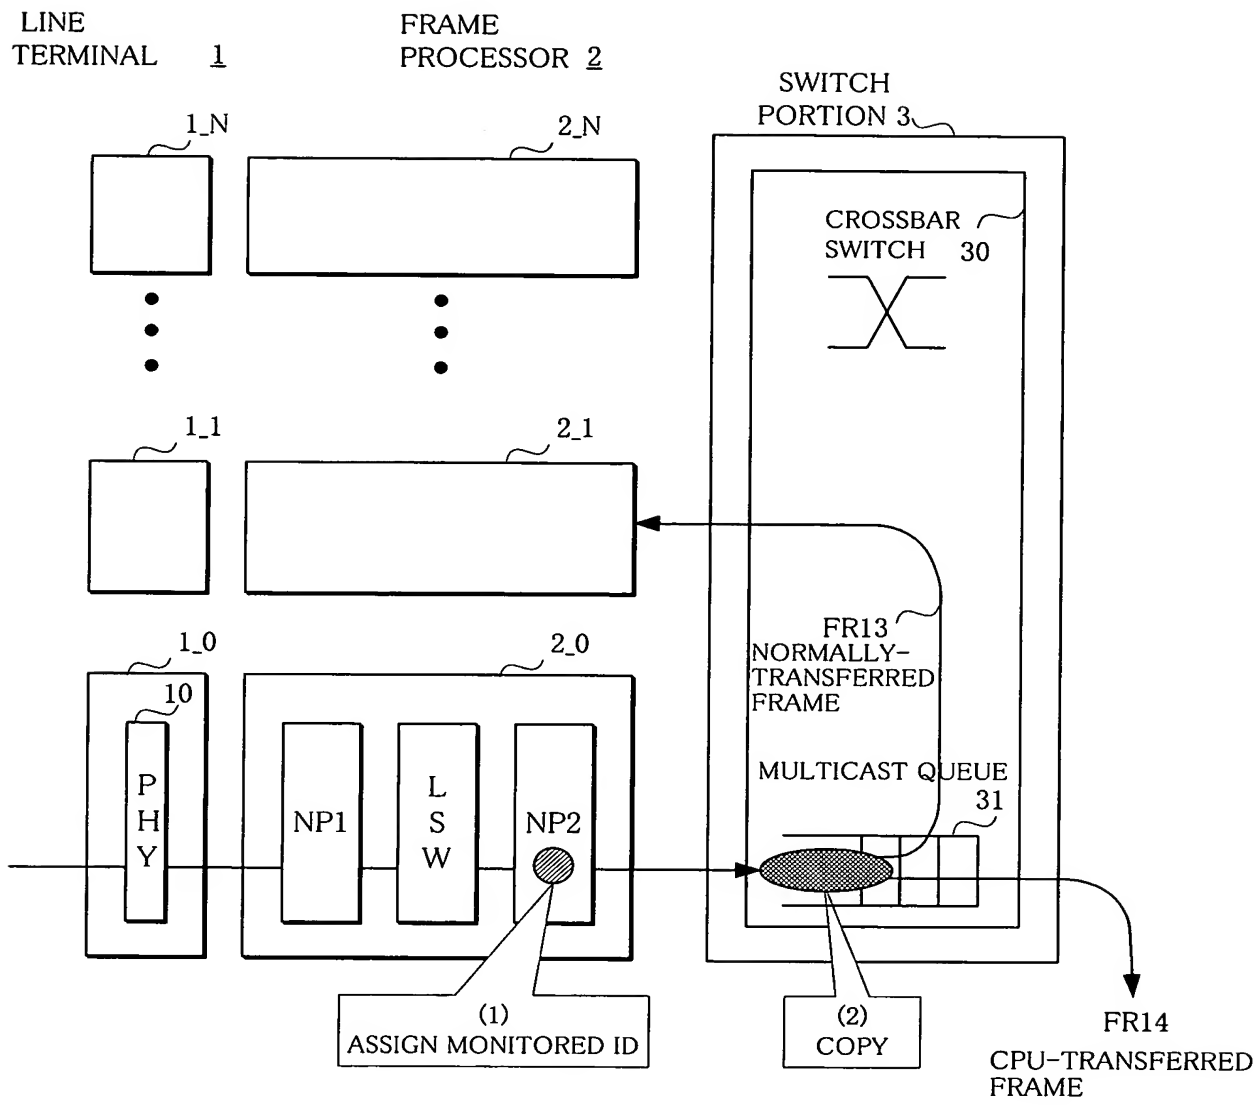 LINE
TERMINAL 1
FRAME
PROCESSOR 2
SWITCH
PORTION 3
1_N
2_N
CROSSBAR
SWITCH 30
1_1
2_1
FR13
NORMALLY-
TRANSFERRED
FRAME
1_0
2_0
10
PHY
NP1
LSW
NP2
MULTICAST QUEUE
31
(1)
ASSIGN MONITORED ID
(2)
COPY
FR14
CPU-TRANSFERRED
FRAME